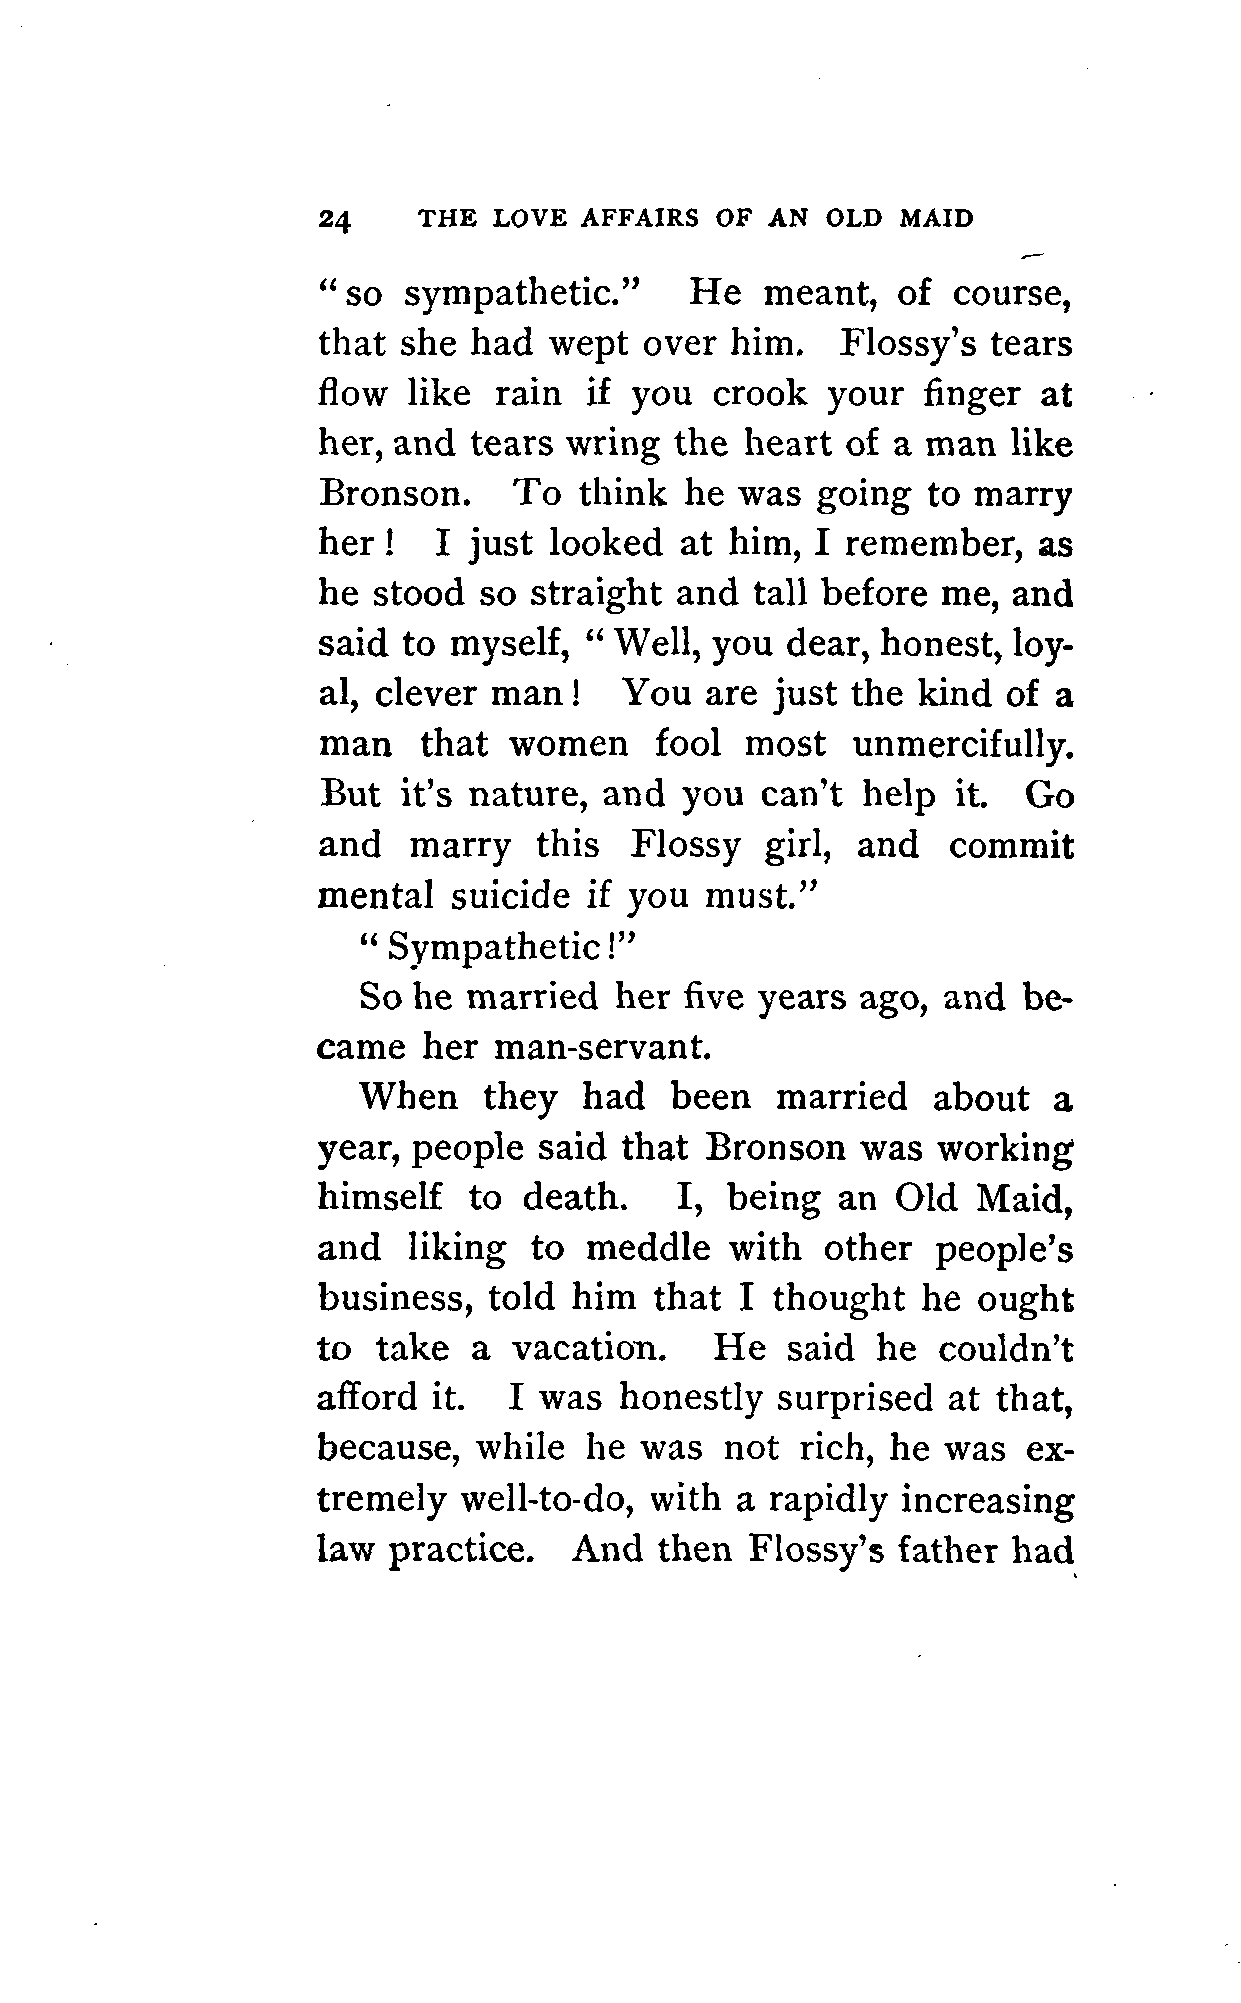 24 THE LOVE AFFAIRS OF AN OLD MAID
"so sympathetic." He meant, of course,
that she had wept over him. Flossy's tears
flow like rain if you crook your finger at
her, and tears wring the heart of a man like
Bronson. To think he was going to marry
her! I just looked at him, I remember, as
he stood so straight and tall before me, and
said to myself, "Well, you dear, honest, loy-
al, clever man! You are just the kind of a
man that women fool most unmercifully.
But it's nature, and you can't help it. Go
and marry this Flossy girl, and commit
mental suicide if you must."
"Sympathetic!"
So he married her five years ago, and be-
came her man-servant.
When they had been married about a
year, people said that Bronson was working
himself to death. I, being an Old Maid,
and liking to meddle with other people's
business, told him that I thought he ought
to take a vacation. He said he couldn't
afford it. I was honestly surprised at that,
because, while he was not rich, he was ex-
tremely well-to-do, with a rapidly increasing
law practice. And then Flossy's father had